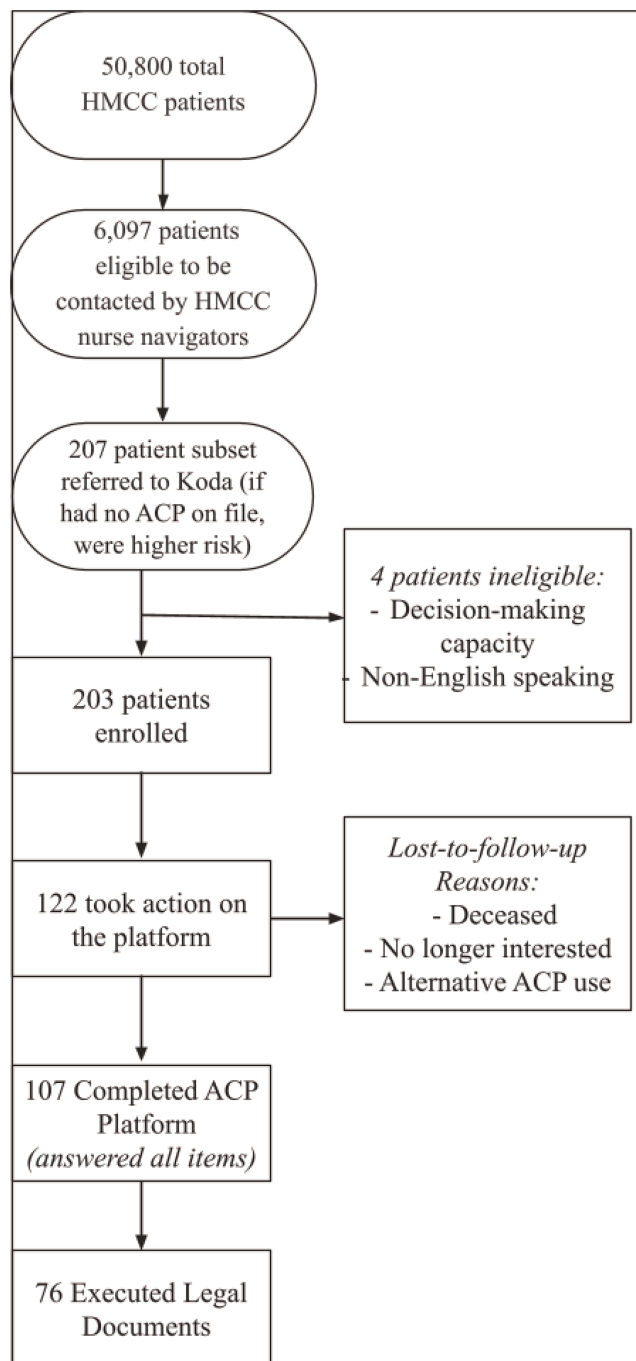 50,800 total
HMCC patients
6,097 patients
eligible to be
contacted by HMCC
nurse navigators
207 patient subset
referred to Koda (if
had no ACP on file,
were higher risk)
4 patients ineligible:
- Decision-making
capacity
- Non-English speaking
203 patients
enrolled
122 took action on
the platform
Lost-to-follow-up
Reasons:
- Deceased
- No longer interested
- Alternative ACP use
107 Completed ACP
Platform
(answered all items)
76 Executed Legal
Documents